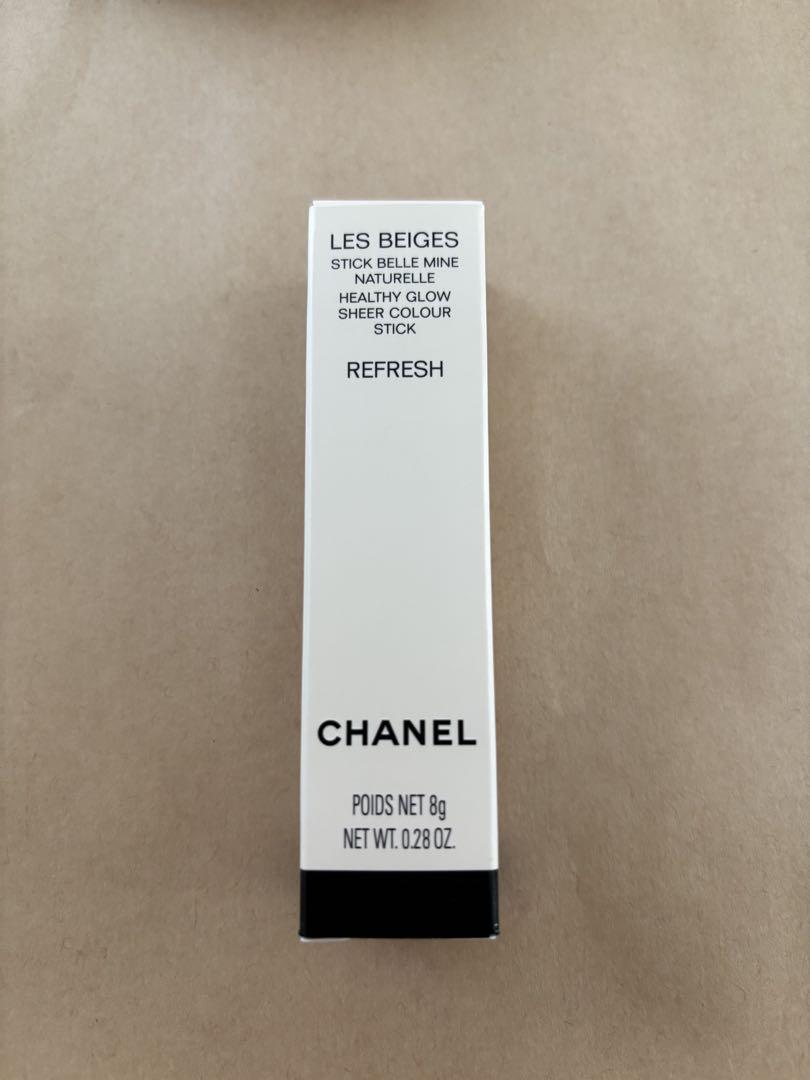 LES BEIGES
STICK BELLE MINE
NATURELLE
HEALTHY GLOW
SHEER COLOUR
STICK
REFRESH
CHANEL
POIDS NET 8g
NET WT. 0.28 OZ.